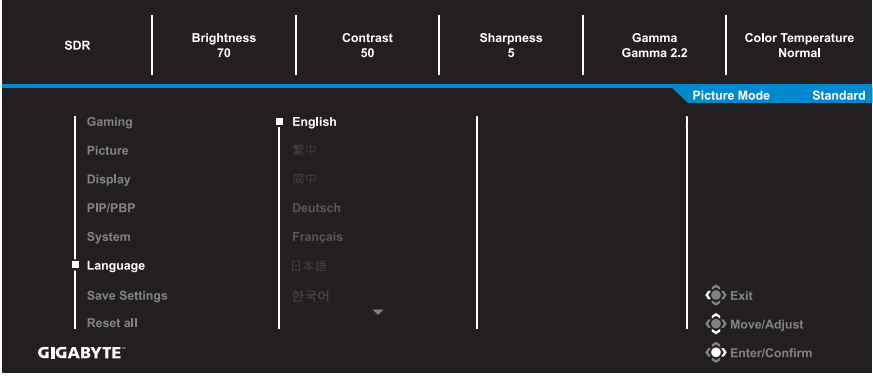 SDR
Brightness
70
Contrast
50
Sharpness
5
Gamma
Gamma 2.2
Color Temperature
Normal
Picture Mode Standard
Gaming
Picture
Display
PIP/PBP
System
Language
Save Settings
Reset all
English
繁中
简中
Deutsch
Français
日本語
한국어
Exit
Move/Adjust
Enter/Confirm
GIGABYTE™